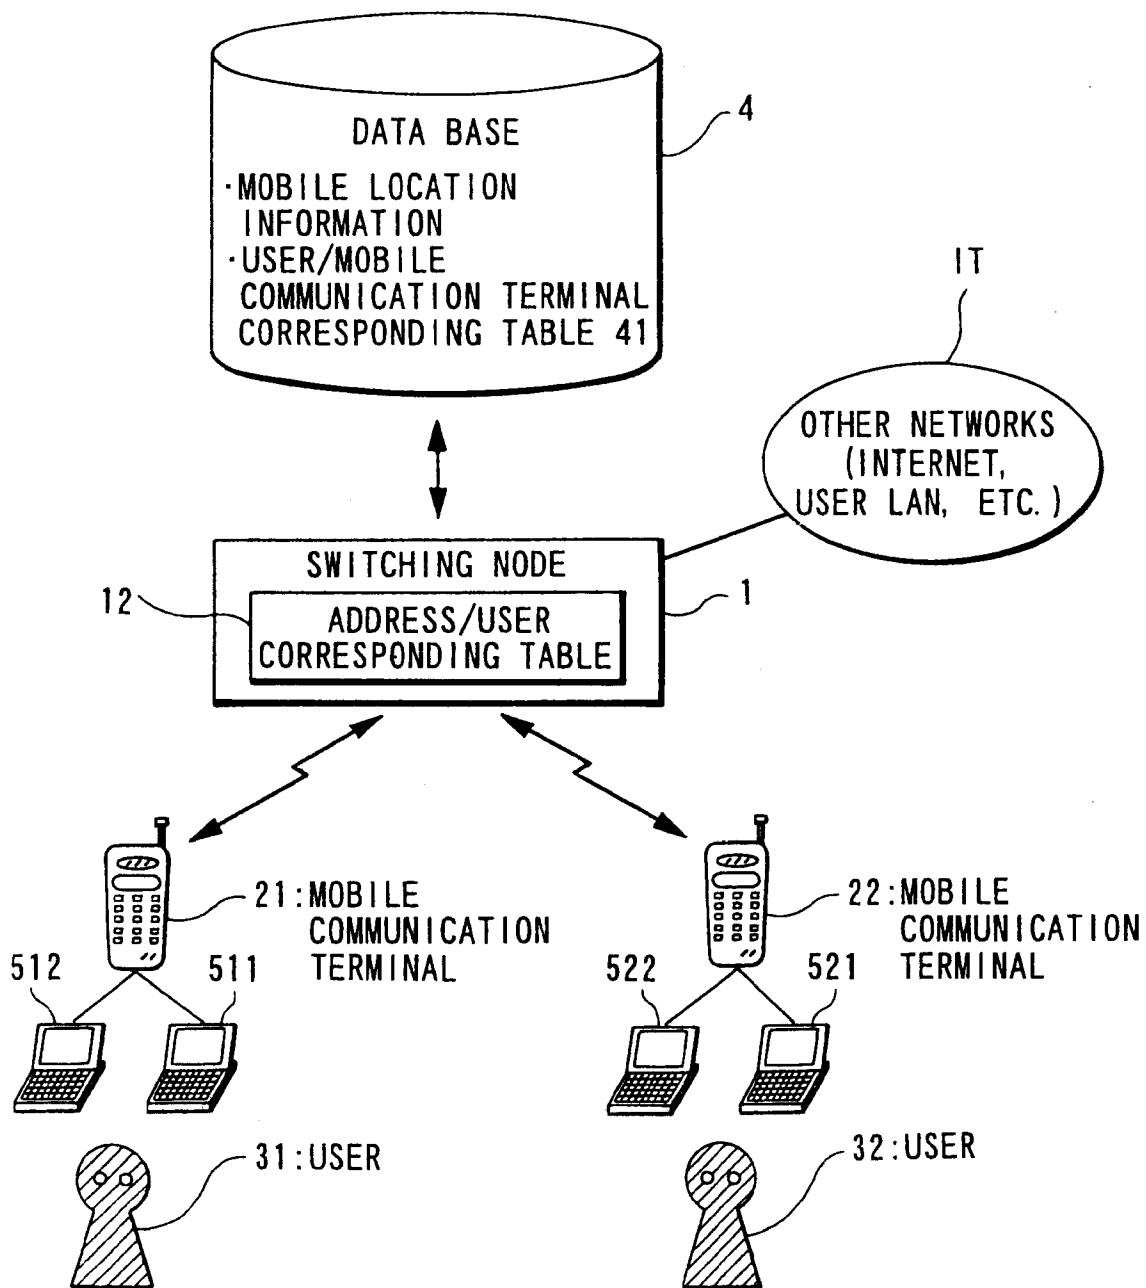 DATA BASE
4
·MOBILE LOCATION
INFORMATION
·USER/MOBILE
COMMUNICATION TERMINAL
CORRESPONDING TABLE 41
IT
OTHER NETWORKS
(INTERNET,
USER LAN, ETC.)
SWITCHING NODE
12
1
ADDRESS/USER
CORRESPONDING TABLE
21:MOBILE
COMMUNICATION
TERMINAL
22:MOBILE
COMMUNICATION
TERMINAL
512
511
522
521
31:USER
32:USER